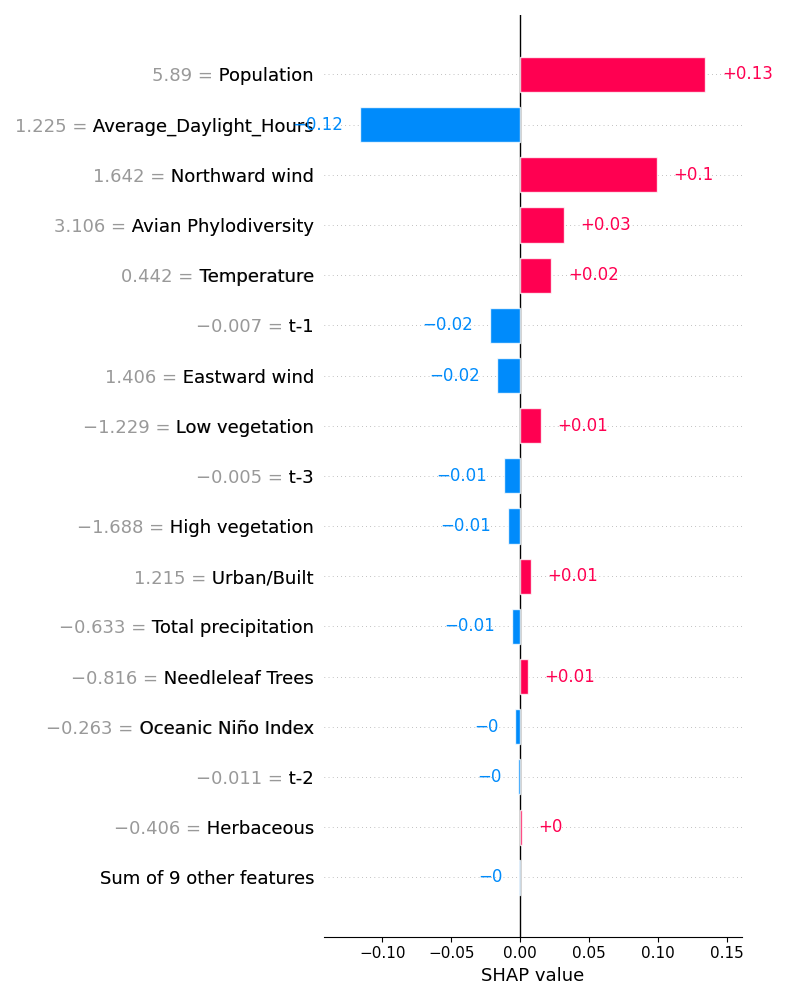 5.89 = Population +0.13
1.225 = Average_Daylight_Hours −0.12
1.642 = Northward wind +0.1
3.106 = Avian Phylodiversity +0.03
0.442 = Temperature +0.02
−0.007 = t-1 −0.02
1.406 = Eastward wind −0.02
−1.229 = Low vegetation +0.01
−0.005 = t-3 −0.01
−1.688 = High vegetation −0.01
1.215 = Urban/Built +0.01
−0.633 = Total precipitation −0.01
−0.816 = Needleleaf Trees +0.01
−0.263 = Oceanic Niño Index −0
−0.011 = t-2 −0
−0.406 = Herbaceous +0
Sum of 9 other features −0
−0.10 −0.05 0.00 0.05 0.10 0.15
SHAP value